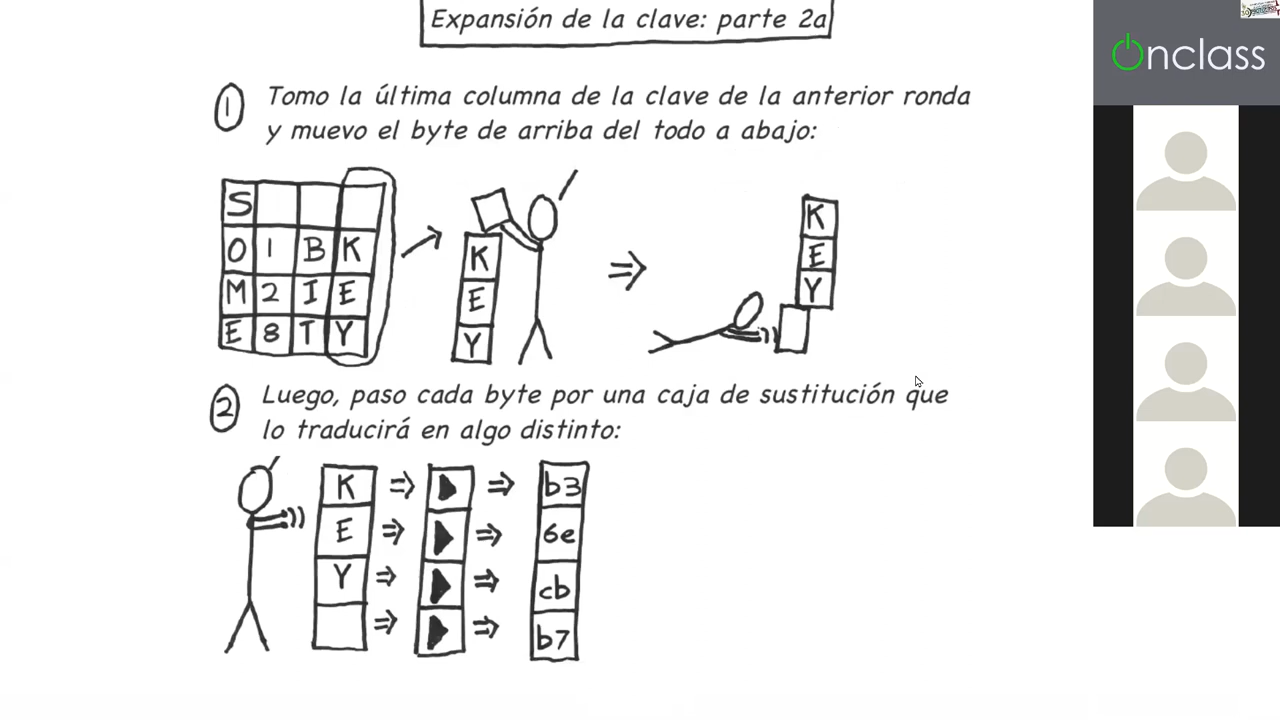 Expansión de la clave: parte 2a
Onclass
1 Tomo la última columna de la clave de la anterior ronda
y muevo el byte de arriba del todo a abajo:
S
O 1 B K
M 2 I E
E 8 T Y
K
E
Y
K
E
Y
2 Luego, paso cada byte por una caja de sustitución que
lo traducirá en algo distinto:
K ⇒ ⇒ b3
E ⇒ ⇒ 6e
Y ⇒ ⇒ cb
⇒ ⇒ b7